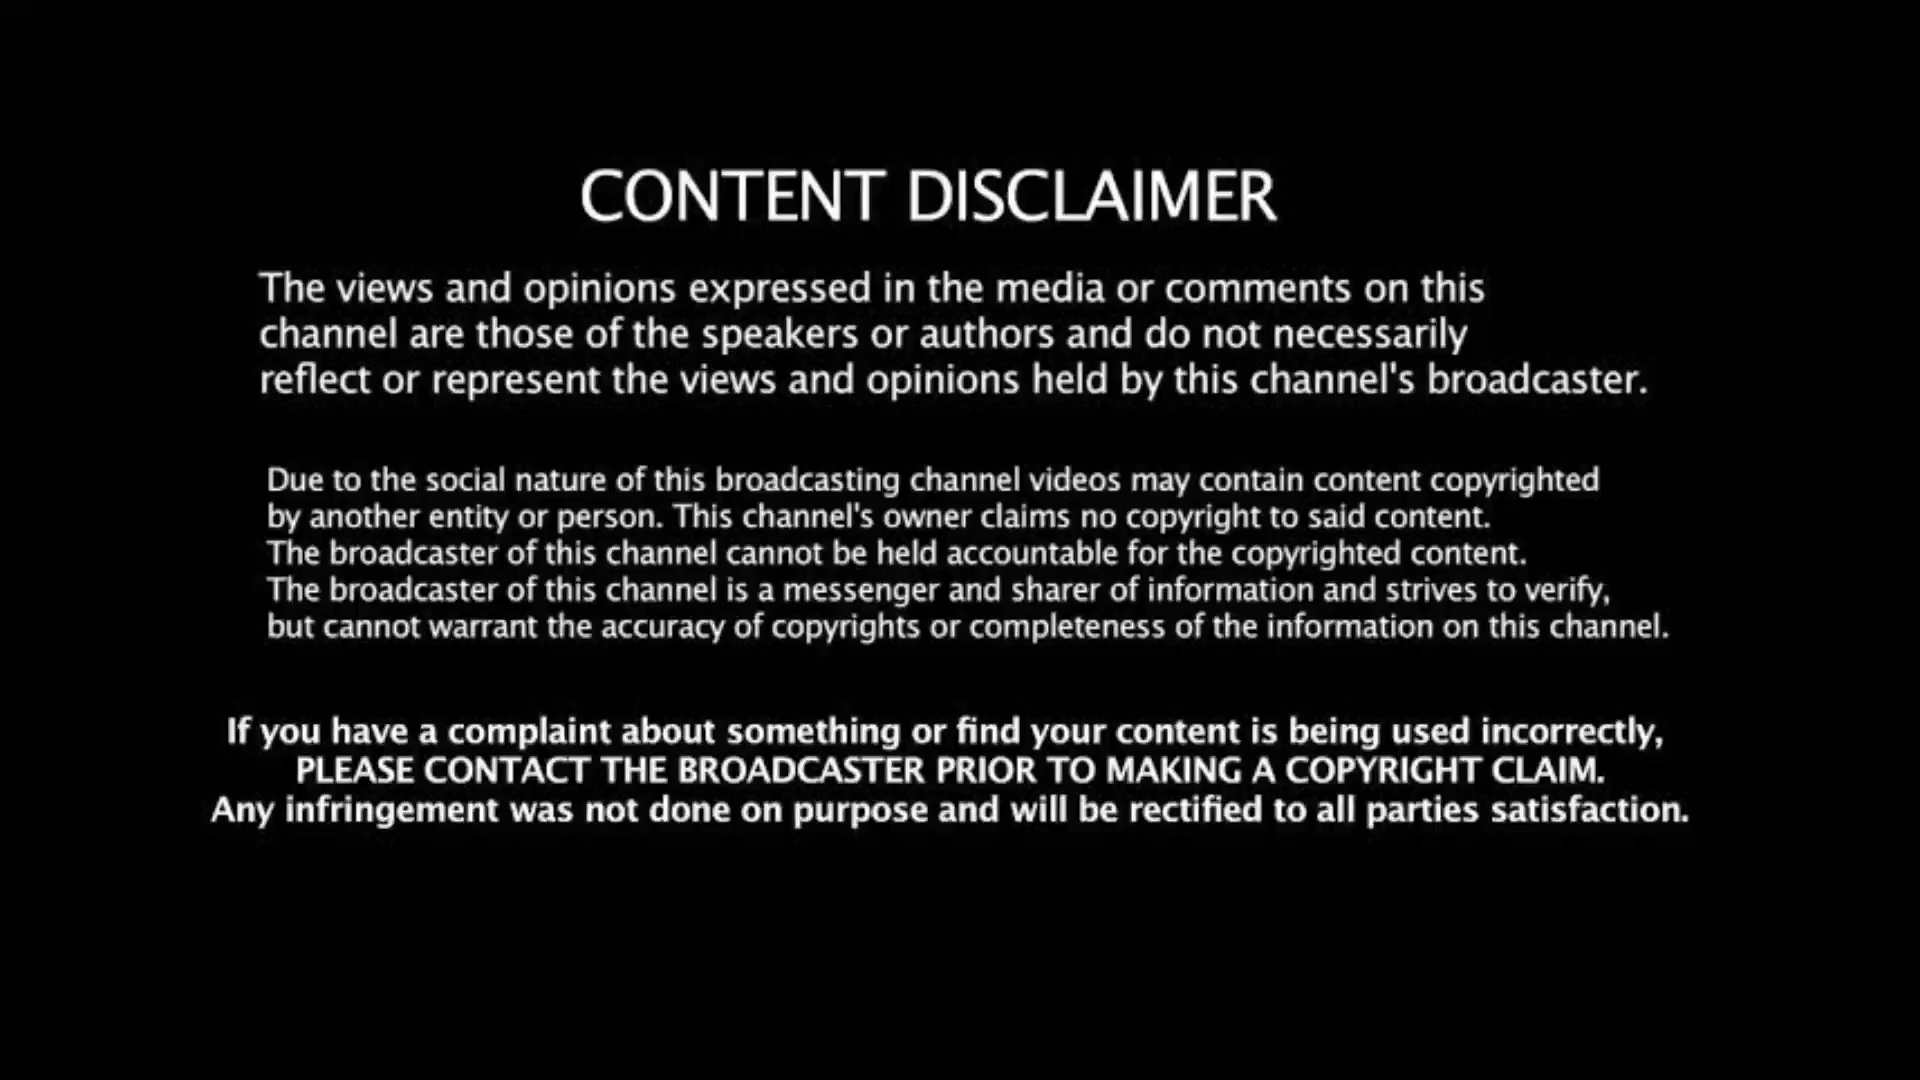 CONTENT DISCLAIMER
The views and opinions expressed in the media or comments on this
channel are those of the speakers or authors and do not necessarily
reflect or represent the views and opinions held by this channel's broadcaster.
Due to the social nature of this broadcasting channel videos may contain content copyrighted
by another entity or person. This channel's owner claims no copyright to said content.
The broadcaster of this channel cannot be held accountable for the copyrighted content.
The broadcaster of this channel is a messenger and sharer of information and strives to verify,
but cannot warrant the accuracy of copyrights or completeness of the information on this channel.
If you have a complaint about something or find your content is being used incorrectly,
PLEASE CONTACT THE BROADCASTER PRIOR TO MAKING A COPYRIGHT CLAIM.
Any infringement was not done on purpose and will be rectified to all parties satisfaction.